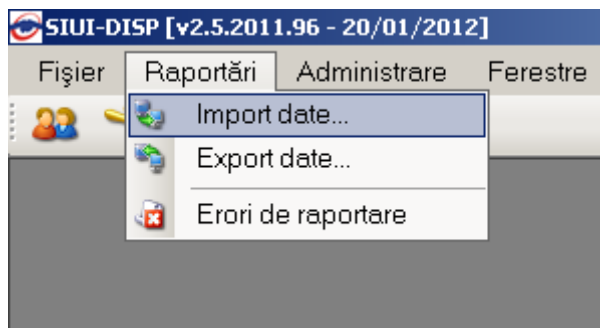 SIUI-DISP [v2.5.2011.96 - 20/01/2012]
Fişier Raportări Administrare Ferestre
Import date...
Export date...
Erori de raportare